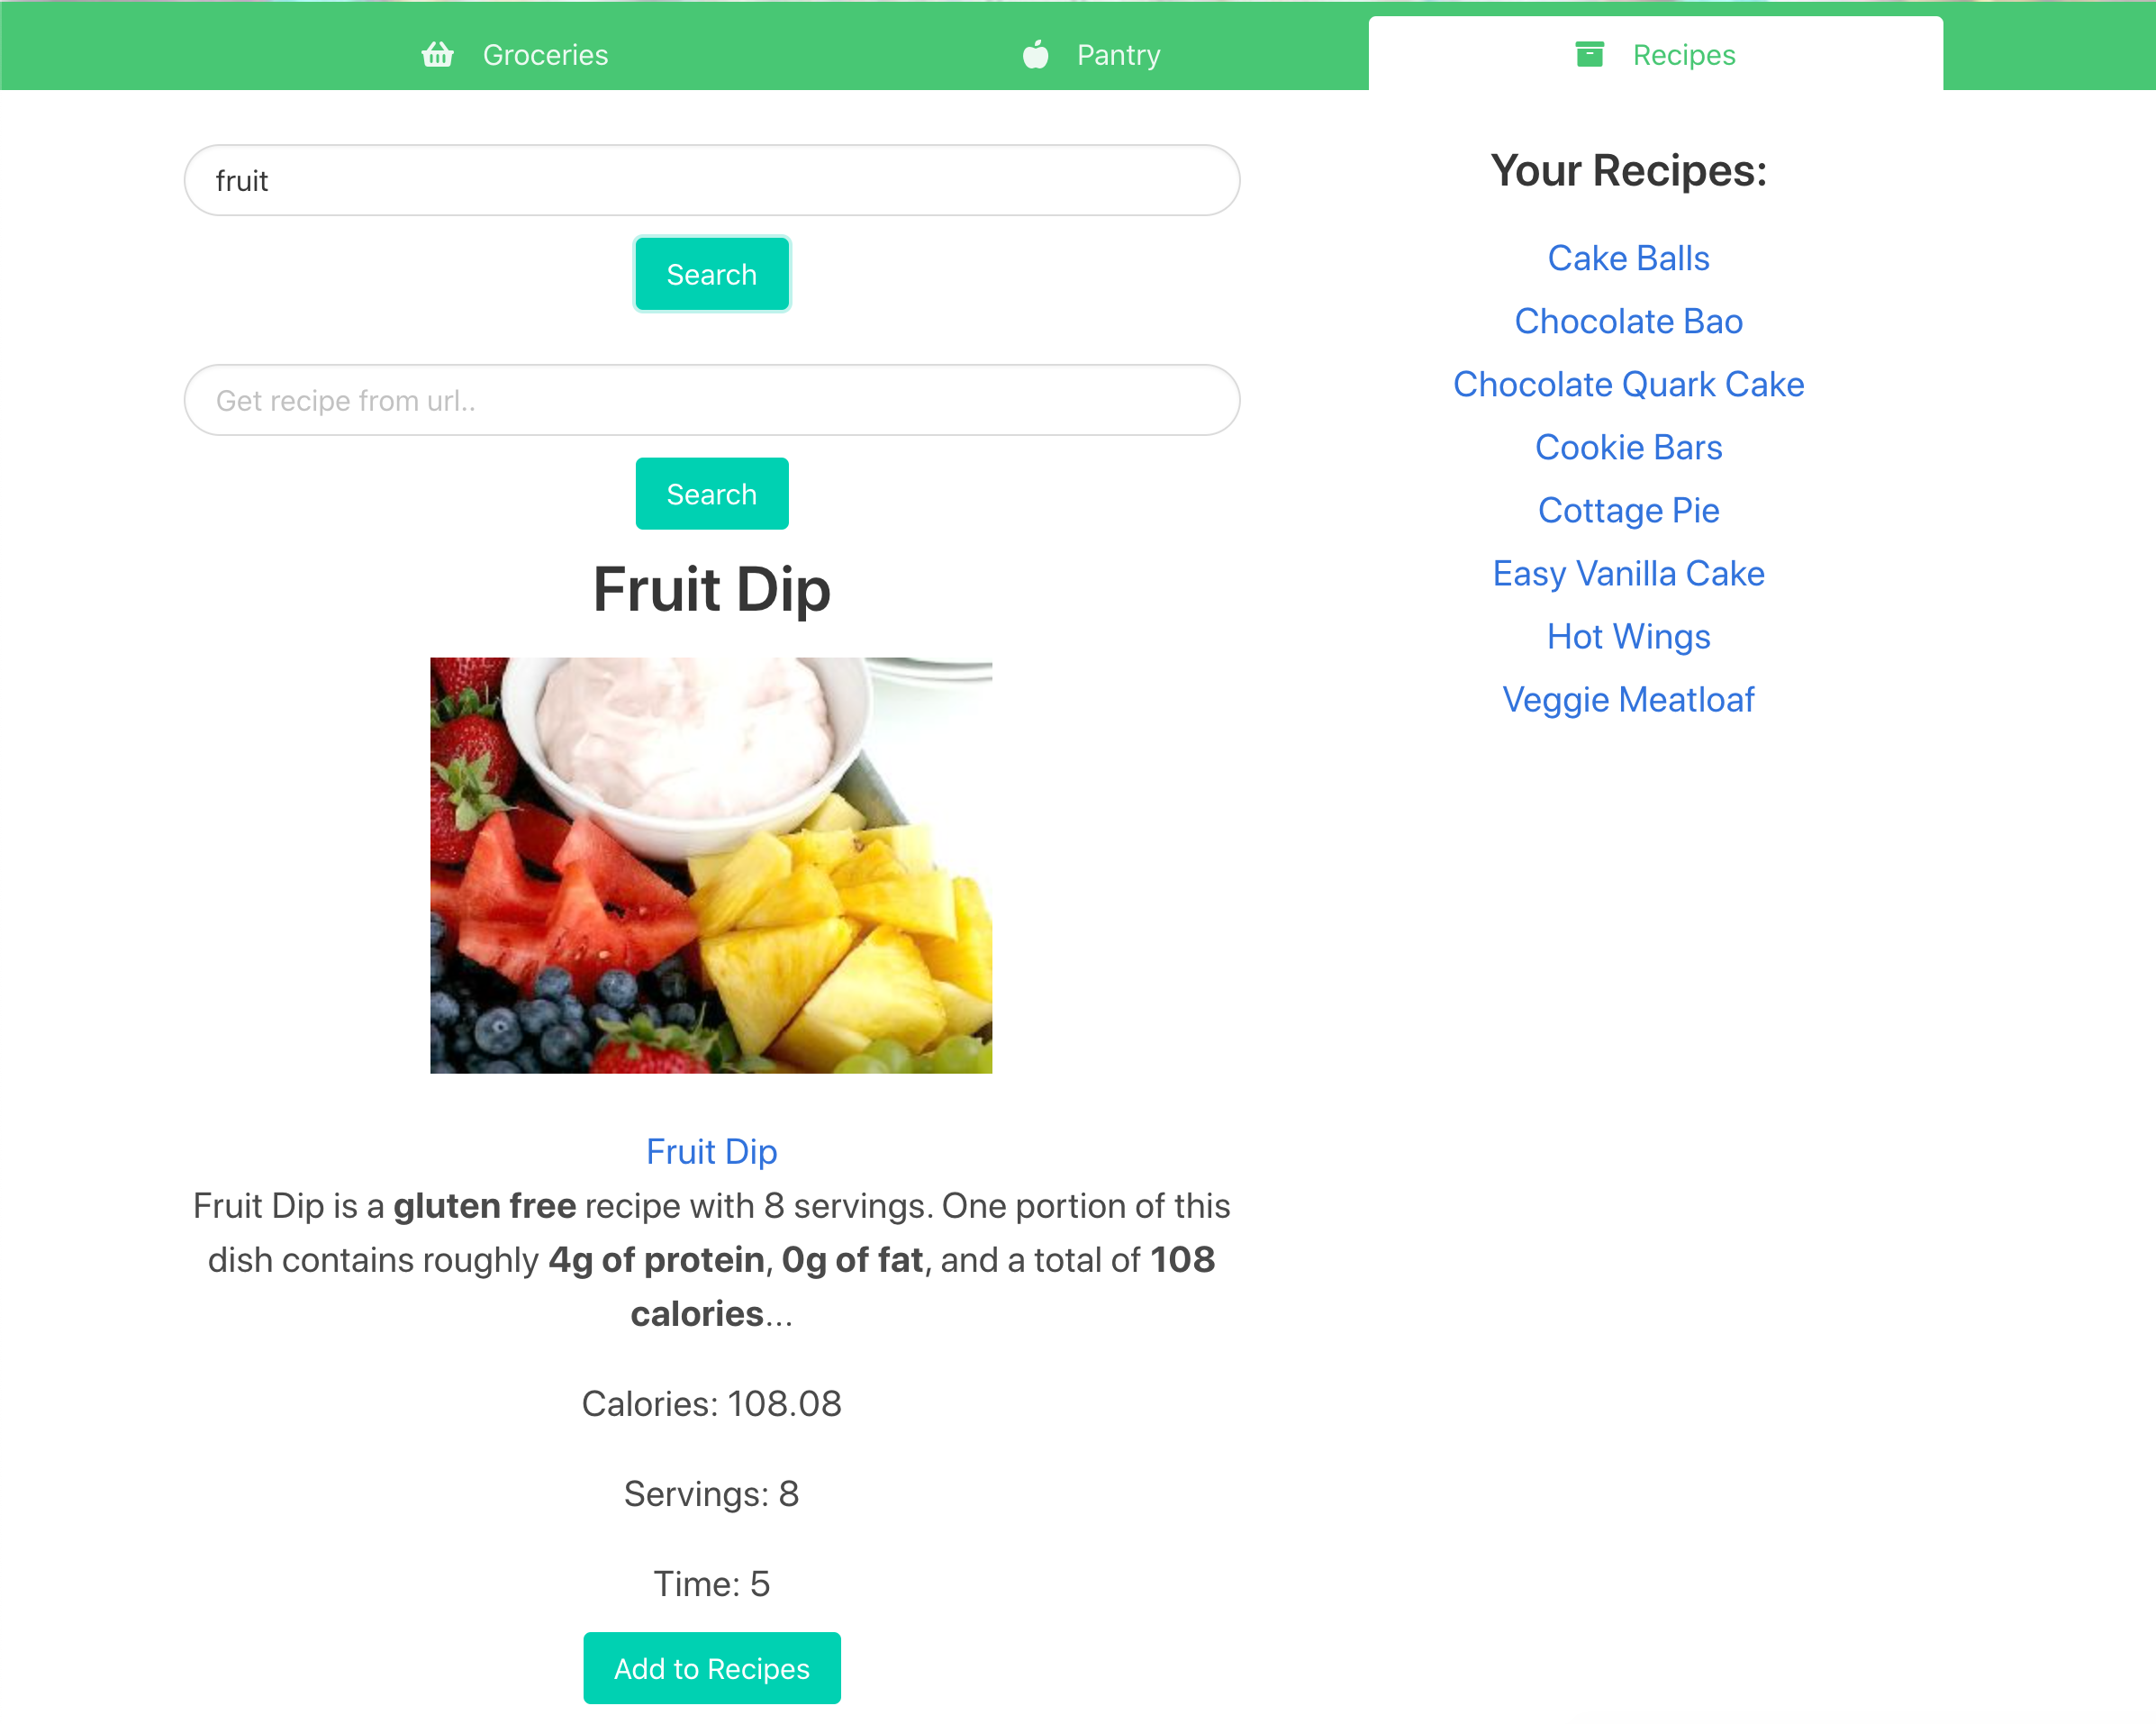 Groceries
Pantry
Recipes
fruit
Search
Get recipe from url..
Search
Fruit Dip
Fruit Dip
Fruit Dip is a gluten free recipe with 8 servings. One portion of this
dish contains roughly 4g of protein, 0g of fat, and a total of 108
calories...
Calories: 108.08
Servings: 8
Time: 5
Add to Recipes
Your Recipes:
Cake Balls
Chocolate Bao
Chocolate Quark Cake
Cookie Bars
Cottage Pie
Easy Vanilla Cake
Hot Wings
Veggie Meatloaf